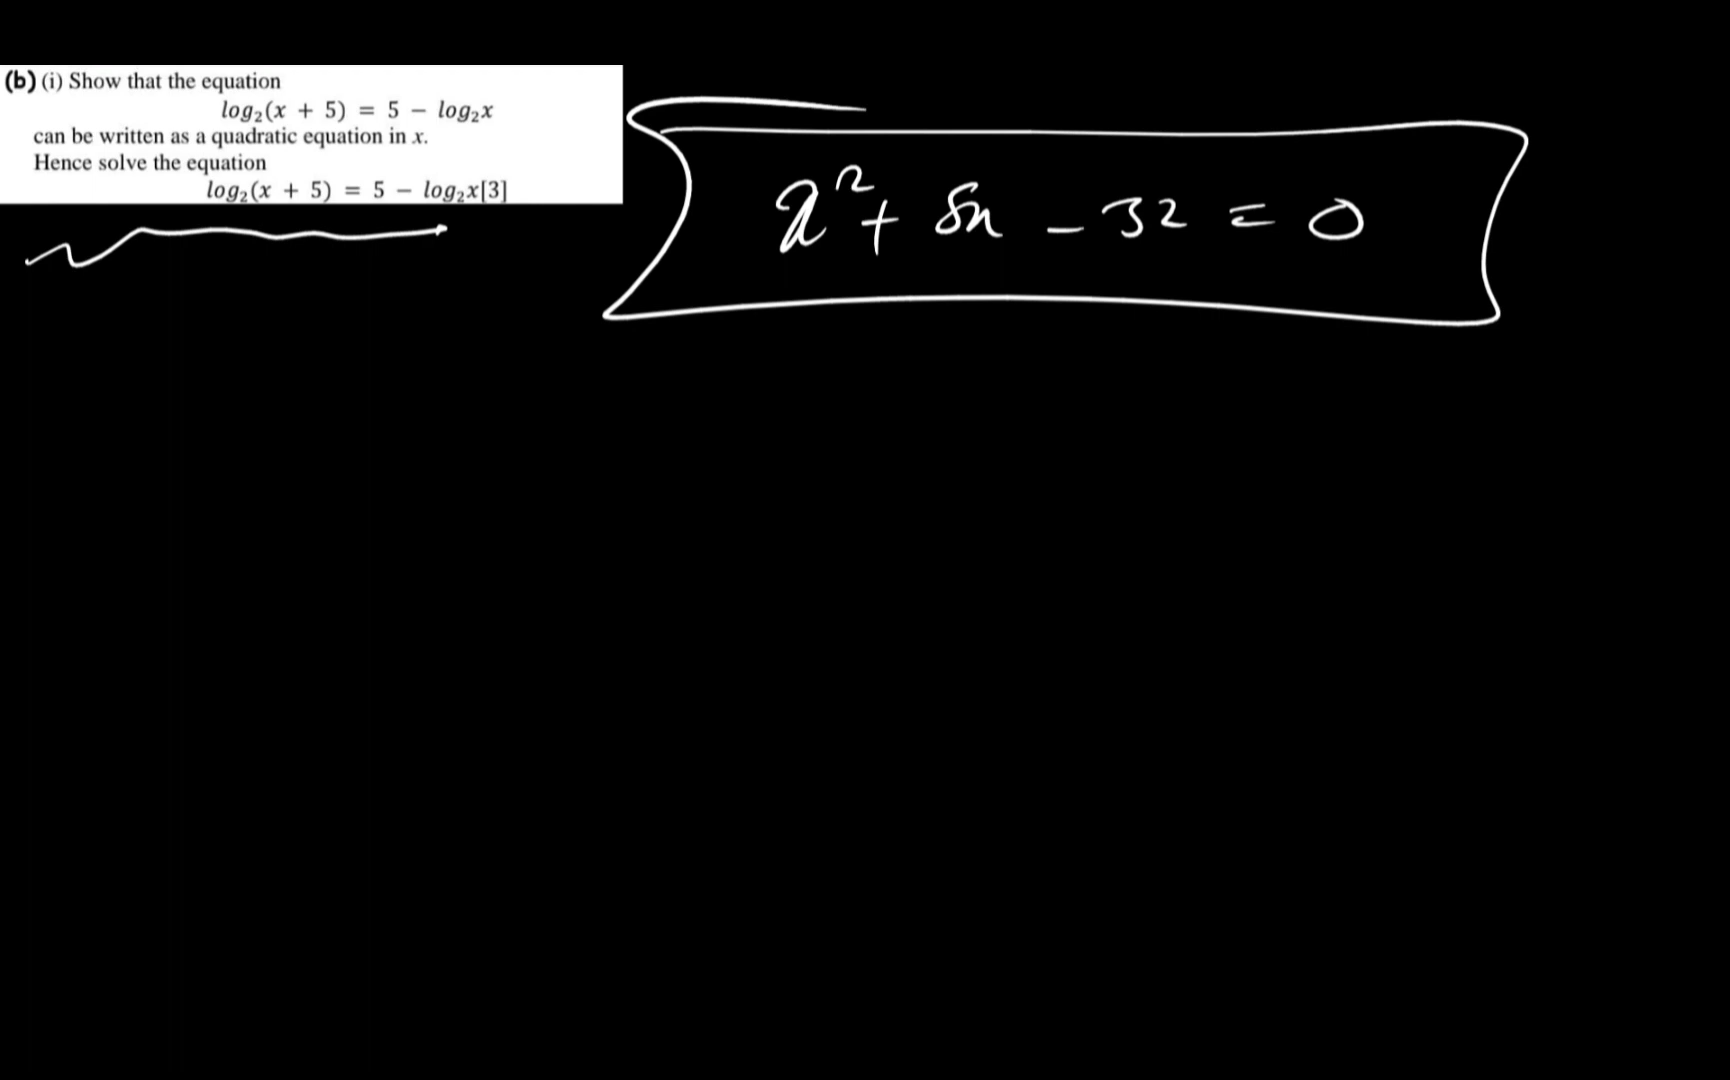 (b) (i) Show that the equation
log₂(x + 5) = 5 − log₂x
can be written as a quadratic equation in x.
Hence solve the equation
log₂(x + 5) = 5 − log₂x[3]
x² + 5x - 32 = 0